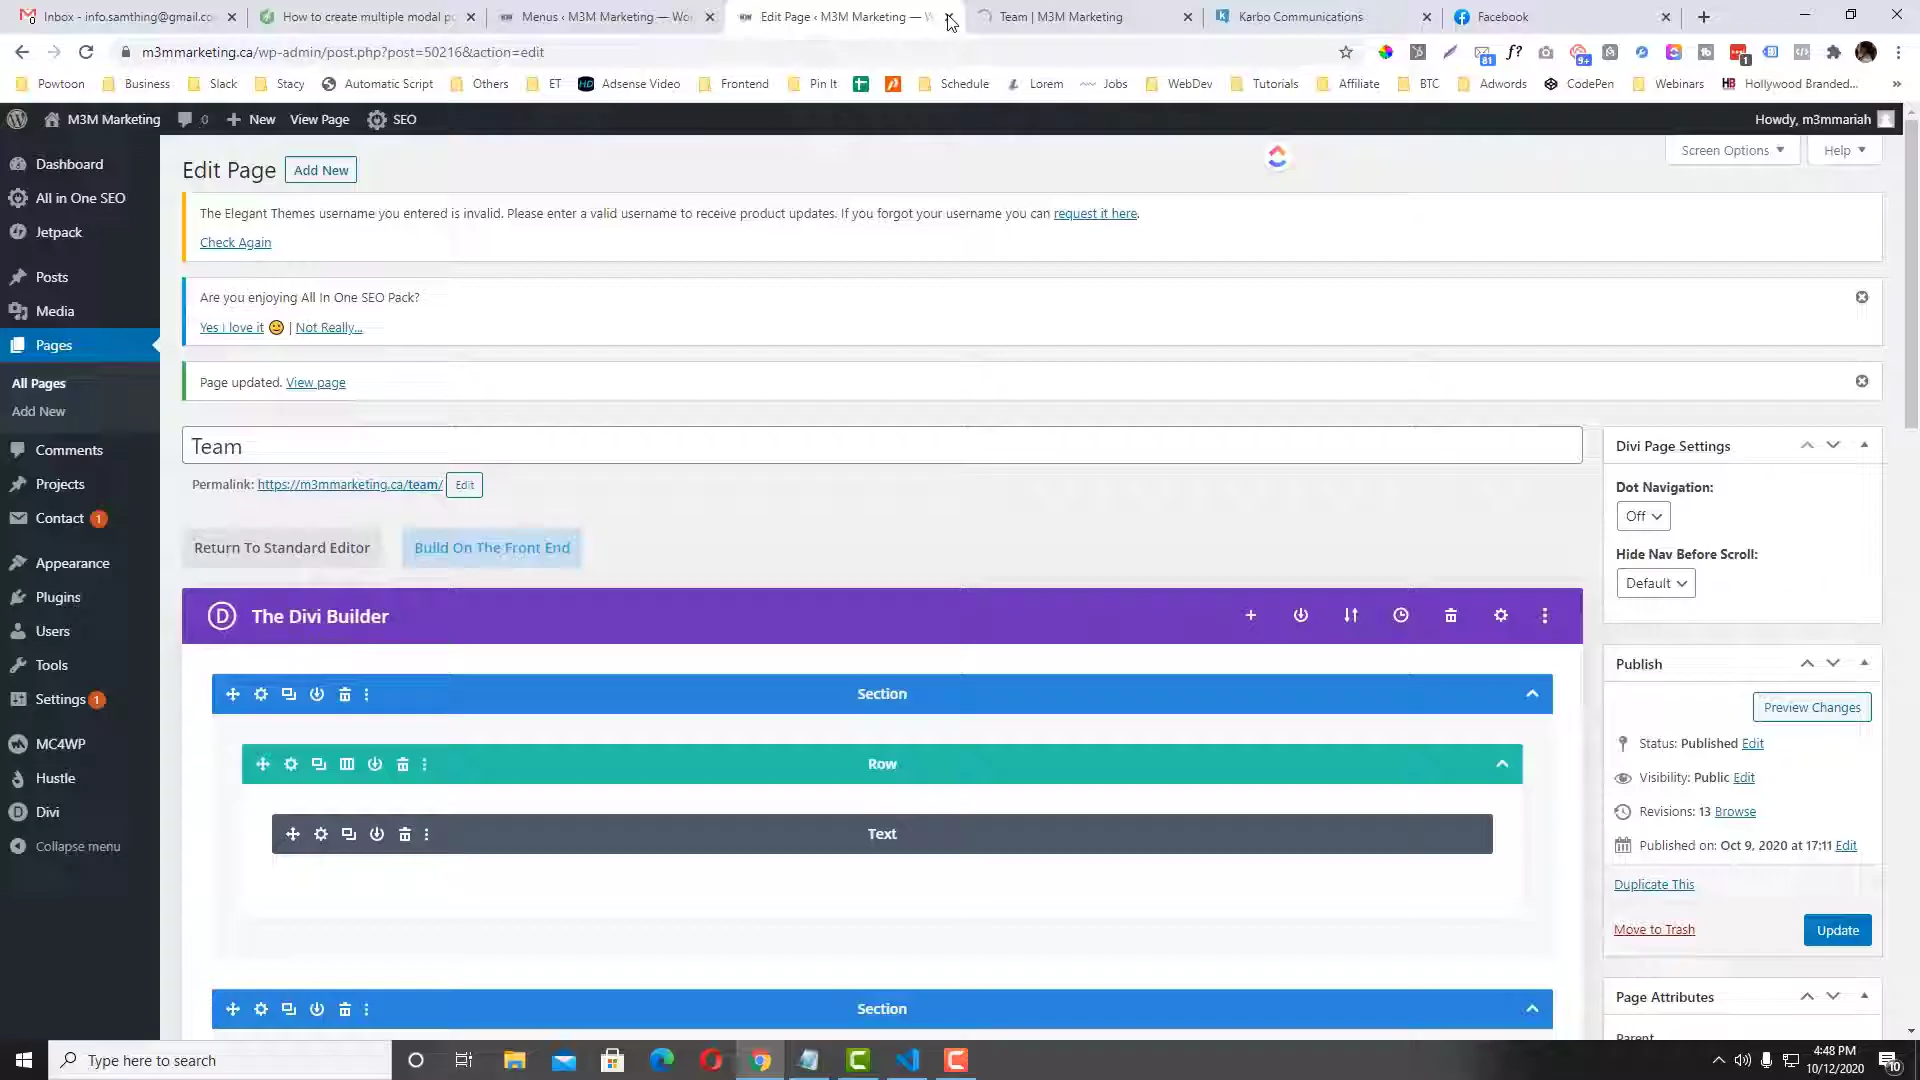 Inbox - info.samthing@gmail.co
How to create multiple modal p
Menus ‹ M3M Marketing — Wo
Edit Page ‹ M3M Marketing — W
Team | M3M Marketing
Karbo Communications
Facebook
m3mmarketing.ca/wp-admin/post.php?post=50216&action=edit
f?
81
9+
1
Powtoon
Business
Slack
Stacy
Automatic Script
Others
ET
Adsense Video
Frontend
Pin It
Schedule
Lorem
Jobs
WebDev
Tutorials
Affiliate
BTC
Adwords
CodePen
Webinars
Hollywood Branded...
»
M3M Marketing
0
New
View Page
SEO
Howdy, m3mmariah
Dashboard
All in One SEO
Jetpack
Posts
Media
Pages
All Pages
Add New
Comments
Projects
Contact 1
Appearance
Plugins
Users
Tools
Settings 1
MC4WP
Hustle
Divi
Collapse menu
Edit Page
Add New
Screen Options
Help
The Elegant Themes username you entered is invalid. Please enter a valid username to receive product updates. If you forgot your username you can request it here.
Check Again
Are you enjoying All In One SEO Pack?
Yes I love it | Not Really...
Page updated. View page
Team
Permalink: https://m3mmarketing.ca/team/ Edit
Return To Standard Editor
Build On The Front End
D The Divi Builder
Section
Row
Text
Section
Divi Page Settings
Dot Navigation:
Off
Hide Nav Before Scroll:
Default
Publish
Preview Changes
Status: Published Edit
Visibility: Public Edit
Revisions: 13 Browse
Published on: Oct 9, 2020 at 17:11 Edit
Duplicate This
Move to Trash
Update
Page Attributes
Parent
Type here to search
4:48 PM
10/12/2020
10